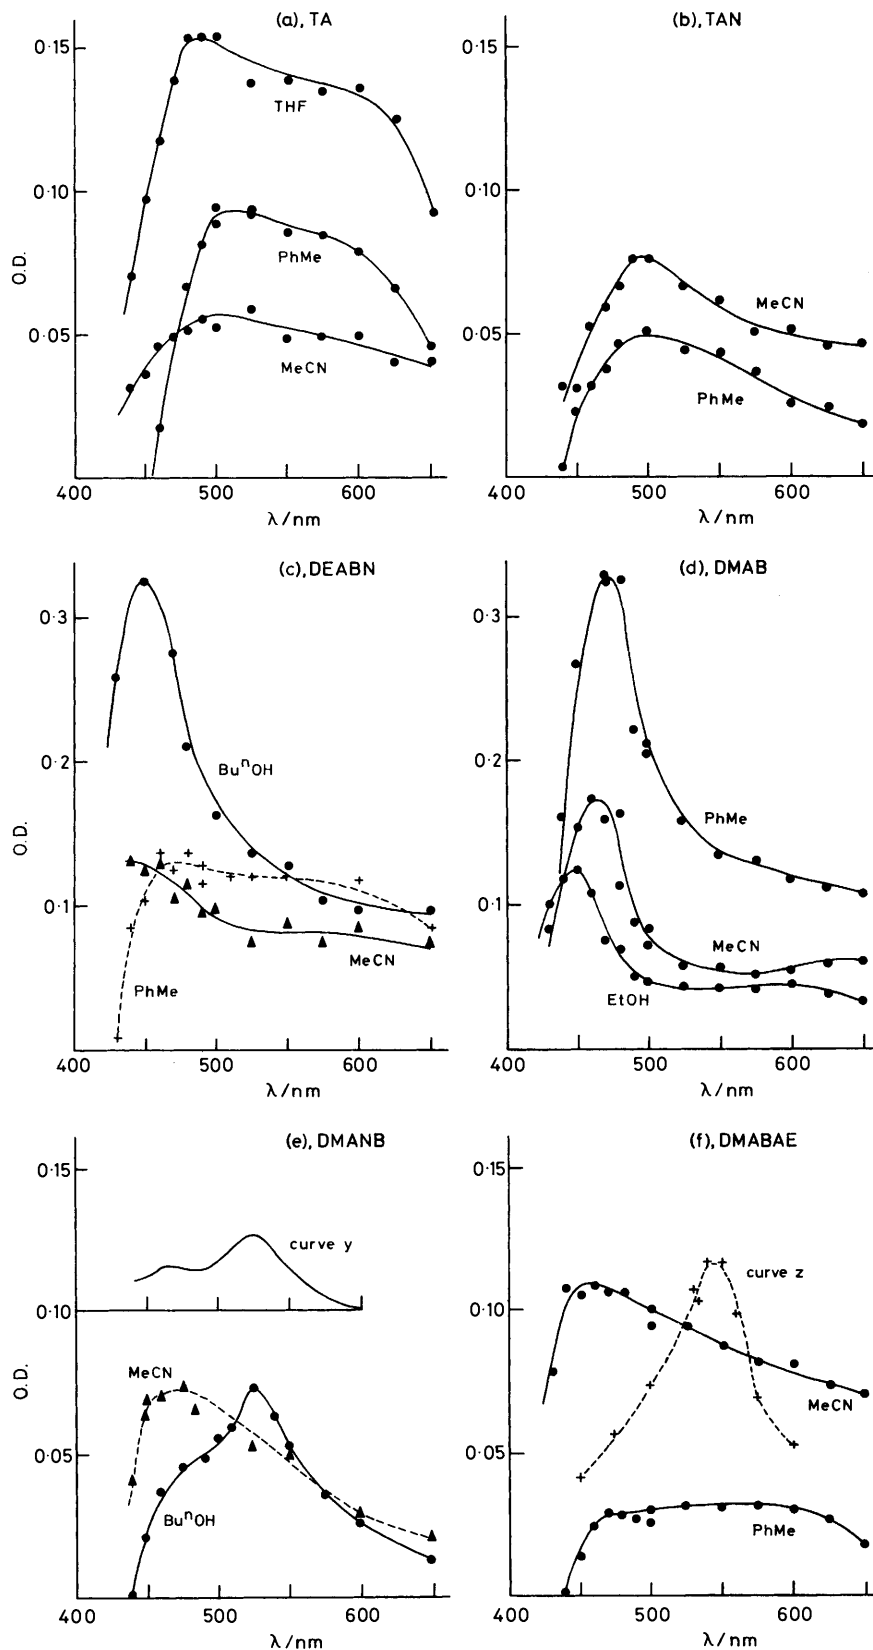 (a), TA
0·15
THF
0·10
O.D.
PhMe
0·05
MeCN
400 500 600
λ/nm
(b), TAN
0·15
0·10
MeCN
0·05
PhMe
400 500 600
λ/nm
(c), DEABN
0·3
BuⁿOH
0·2
O.D.
0·1
MeCN
PhMe
400 500 600
λ/nm
(d), DMAB
0·3
0·2
PhMe
0·1
MeCN
EtOH
400 500 600
λ/nm
(e), DMANB
0·15
curve y
0·10
O.D.
MeCN
0·05
BuⁿOH
400 500 600
λ/nm
(f), DMABAE
0·15
curve z
0·10
MeCN
0·05
PhMe
400 500 600
λ/nm